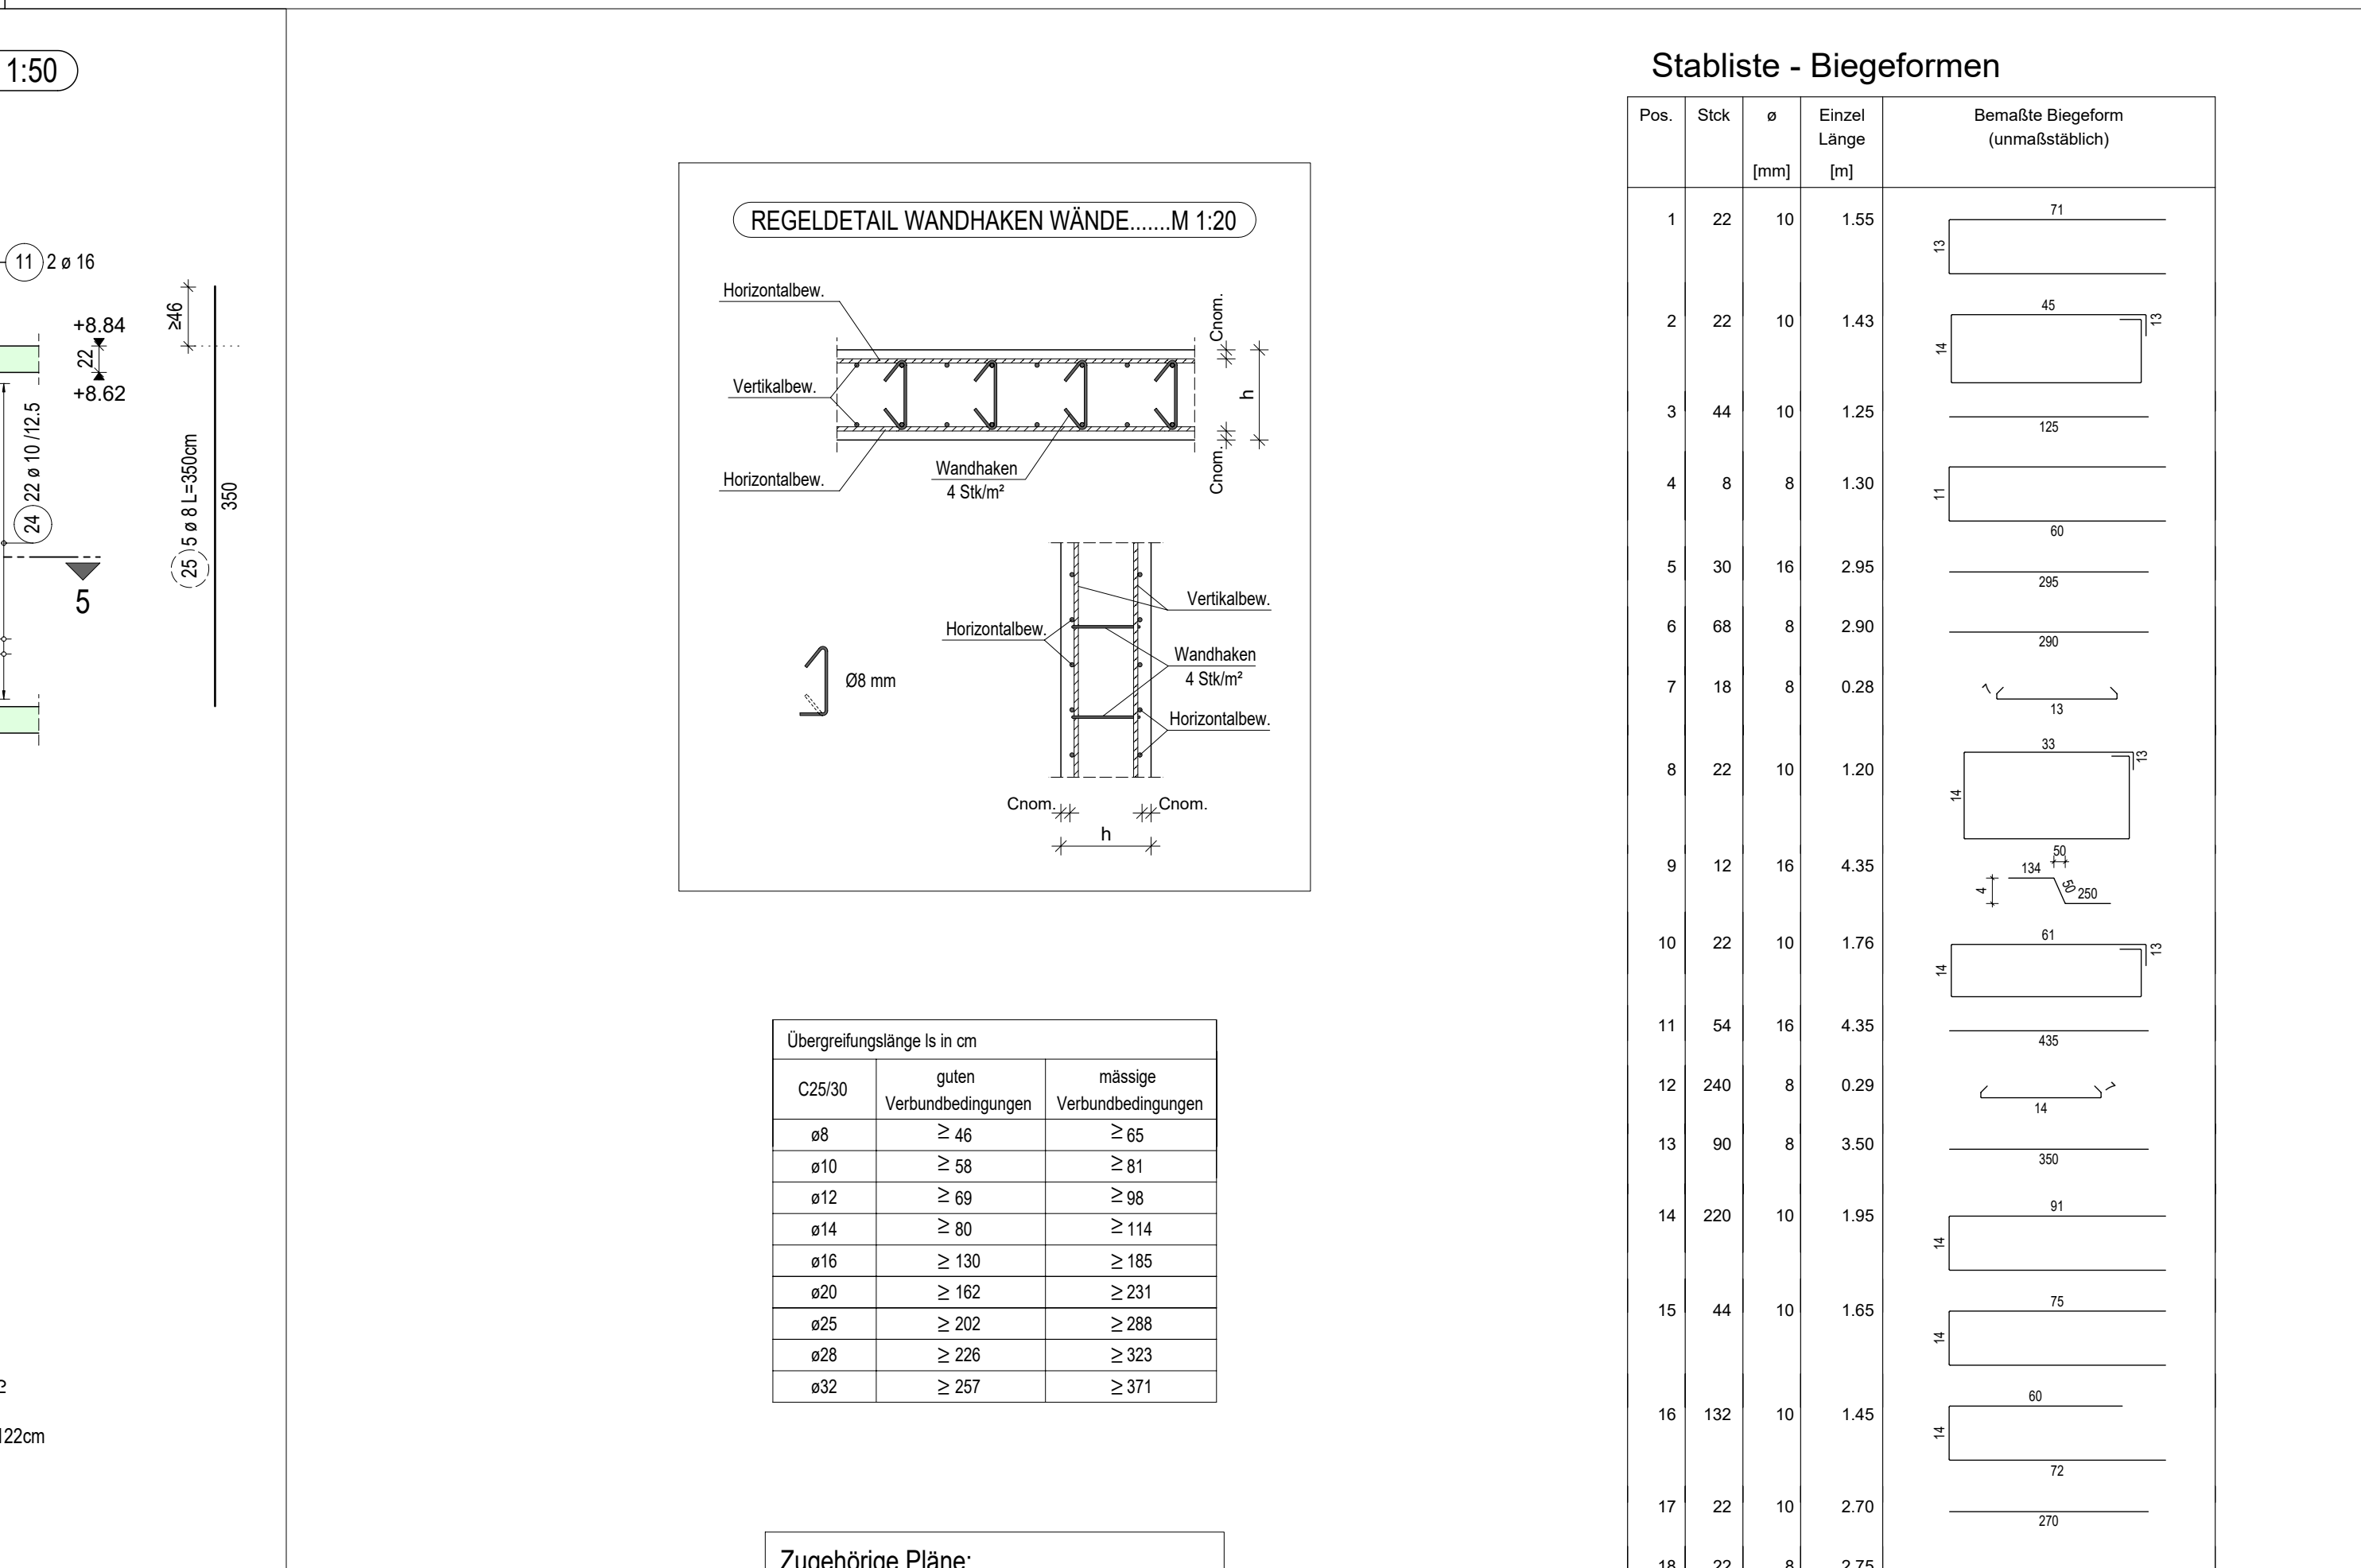 1:50
11 2 ø 16
≥46
+8.84
22
+8.62
24 22 ø 10 /12.5
25 5 ø 8 L=350cm
350
5
122cm
REGELDETAIL WANDHAKEN WÄNDE.......M 1:20
Horizontalbew.
Cnom.
Vertikalbew.
h
Horizontalbew.
Wandhaken
4 Stk/m²
Cnom.
Vertikalbew.
Horizontalbew.
Wandhaken
4 Stk/m²
Ø8 mm
Horizontalbew.
Cnom. Cnom.
h
Übergreifungslänge ls in cm
C25/30 guten Verbundbedingungen mässige Verbundbedingungen
ø8 ≥ 46 ≥ 65
ø10 ≥ 58 ≥ 81
ø12 ≥ 69 ≥ 98
ø14 ≥ 80 ≥ 114
ø16 ≥ 130 ≥ 185
ø20 ≥ 162 ≥ 231
ø25 ≥ 202 ≥ 288
ø28 ≥ 226 ≥ 323
ø32 ≥ 257 ≥ 371
Zugehörige Pläne:
Stabliste - Biegeformen
Pos. Stck ø Einzel Bemaßte Biegeform
Länge (unmaßstäblich)
[mm] [m]
1 22 10 1.55 71 13
2 22 10 1.43 45 13 14
3 44 10 1.25 125
4 8 8 1.30 11 60
5 30 16 2.95 295
6 68 8 2.90 290
7 18 8 0.28 7 13
8 22 10 1.20 33 13 14
9 12 16 4.35 50 134 4 50 250
10 22 10 1.76 61 13 14
11 54 16 4.35 435
12 240 8 0.29 7 14
13 90 8 3.50 350
14 220 10 1.95 91 14
15 44 10 1.65 75 14
16 132 10 1.45 60 14 72
17 22 10 2.70 270
18 22 8 2.75